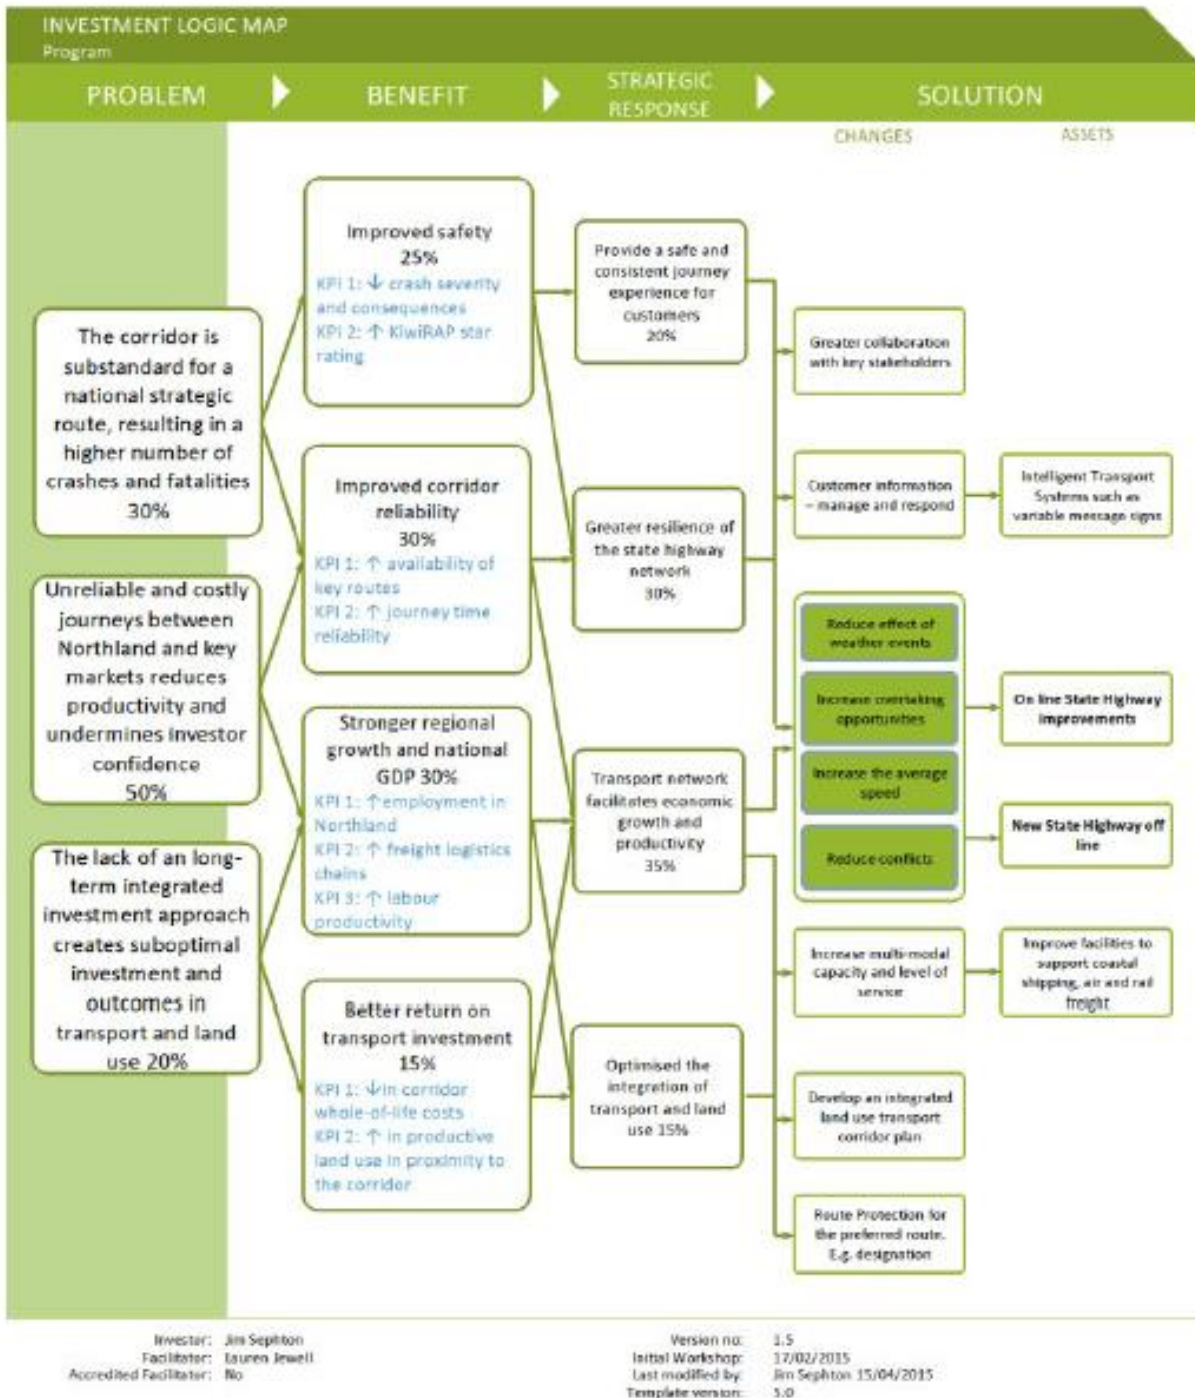 INVESTMENT LOGIC MAP
Program
PROBLEM
BENEFIT
STRATEGIC
RESPONSE
SOLUTION
CHANGES
ASSETS
The corridor is
substandard for a
national strategic
route, resulting in a
higher number of
crashes and fatalities
30%
Unreliable and costly
journeys between
Northland and key
markets reduces
productivity and
undermines investor
confidence
50%
The lack of an long-
term integrated
investment approach
creates suboptimal
investment and
outcomes in
transport and land
use 20%
Improved safety
25%
KPI 1: ↓ crash severity
and consequences
KPI 2: ↑ KiwiRAP star
rating
Improved corridor
reliability
30%
KPI 1: ↑ availability of
key routes
KPI 2: ↑ journey time
reliability
Stronger regional
growth and national
GDP 30%
KPI 1: ↑employment in
Northland
KPI 2: ↑ freight logistics
chains
KPI 3: ↑ labour
productivity
Better return on
transport investment
15%
KPI 1: ↓in corridor
whole-of-life costs
KPI 2: ↑ in productive
land use in proximity to
the corridor
Provide a safe and
consistent journey
experience for
customers
20%
Greater resilience of
the state highway
network
30%
Transport network
facilitates economic
growth and
productivity
35%
Optimised the
integration of
transport and land
use 15%
Greater collaboration
with key stakeholders
Customer information
– manage and respond
Reduce effect of
weather events
Increase overtaking
opportunities
Increase the average
speed
Reduce conflicts
Increase multi-modal
capacity and level of
service
Develop an integrated
land use transport
corridor plan
Route Protection for
the preferred route.
E.g. designation
Intelligent Transport
Systems such as
variable message signs
On line State Highway
improvements
New State Highway off
line
Improve facilities to
support coastal
shipping, air and rail
freight
Investor: Jim Sephton
Facilitator: Lauren Jewell
Accredited Facilitator: No
Version no: 1.5
Initial Workshop: 17/02/2015
Last modified by: Jim Sephton 15/04/2015
Template version: 5.0